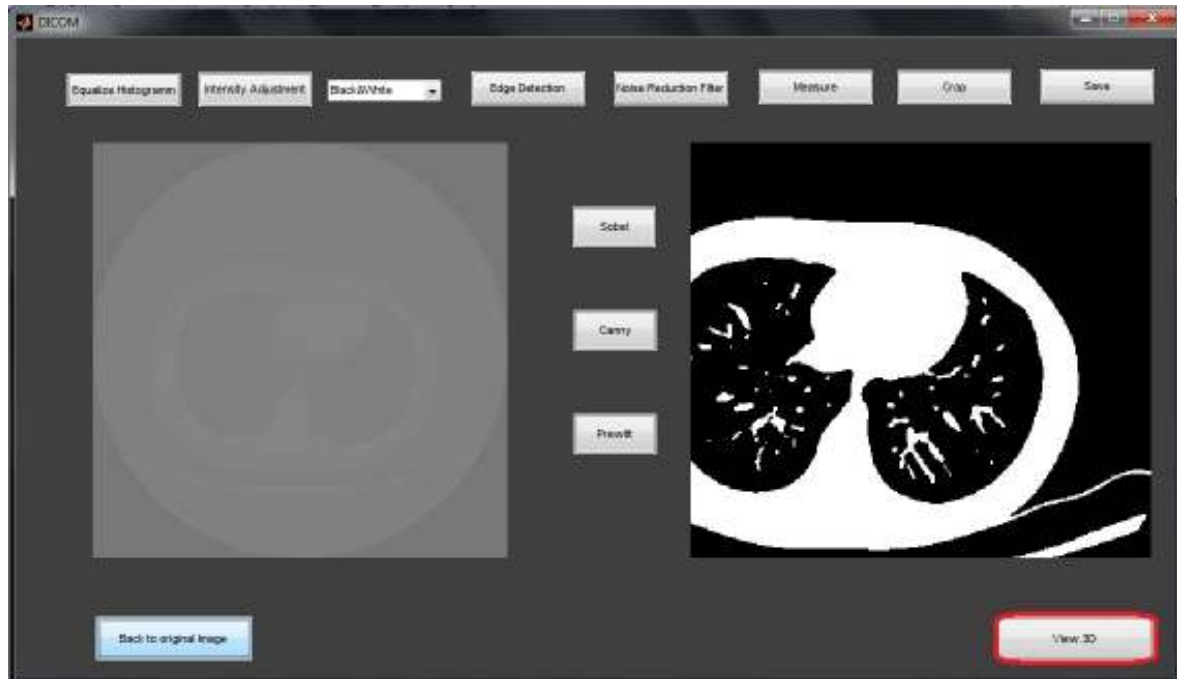 DICOM
Equalize Histogramm
Intensity Adjustment
Black&White
Edge Detection
Noise Reduction Filter
Measure
Crop
Save
Sobel
Canny
Prewitt
Back to original image
View 3D